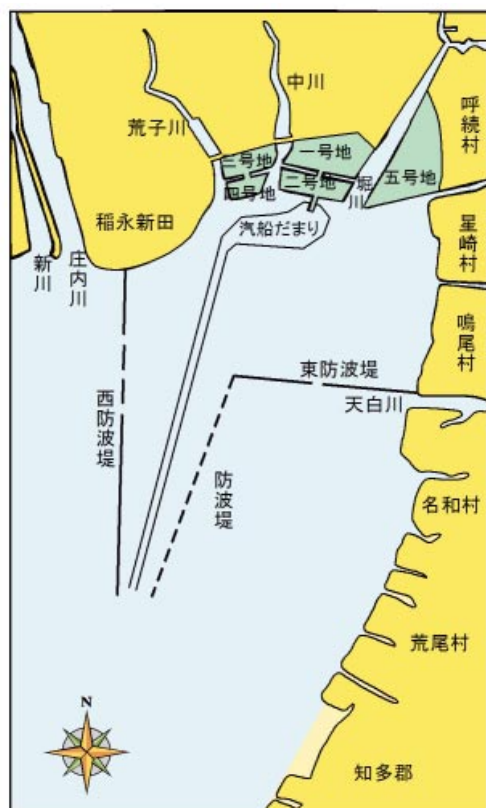 中川
荒子川
呼続村
一号地
三号地
五号地
二号地
四号地
堀川
汽船だまり
稲永新田
星崎村
庄内川
新川
鳴尾村
東防波堤
天白川
西防波堤
防波堤
名和村
荒尾村
N
知多郡